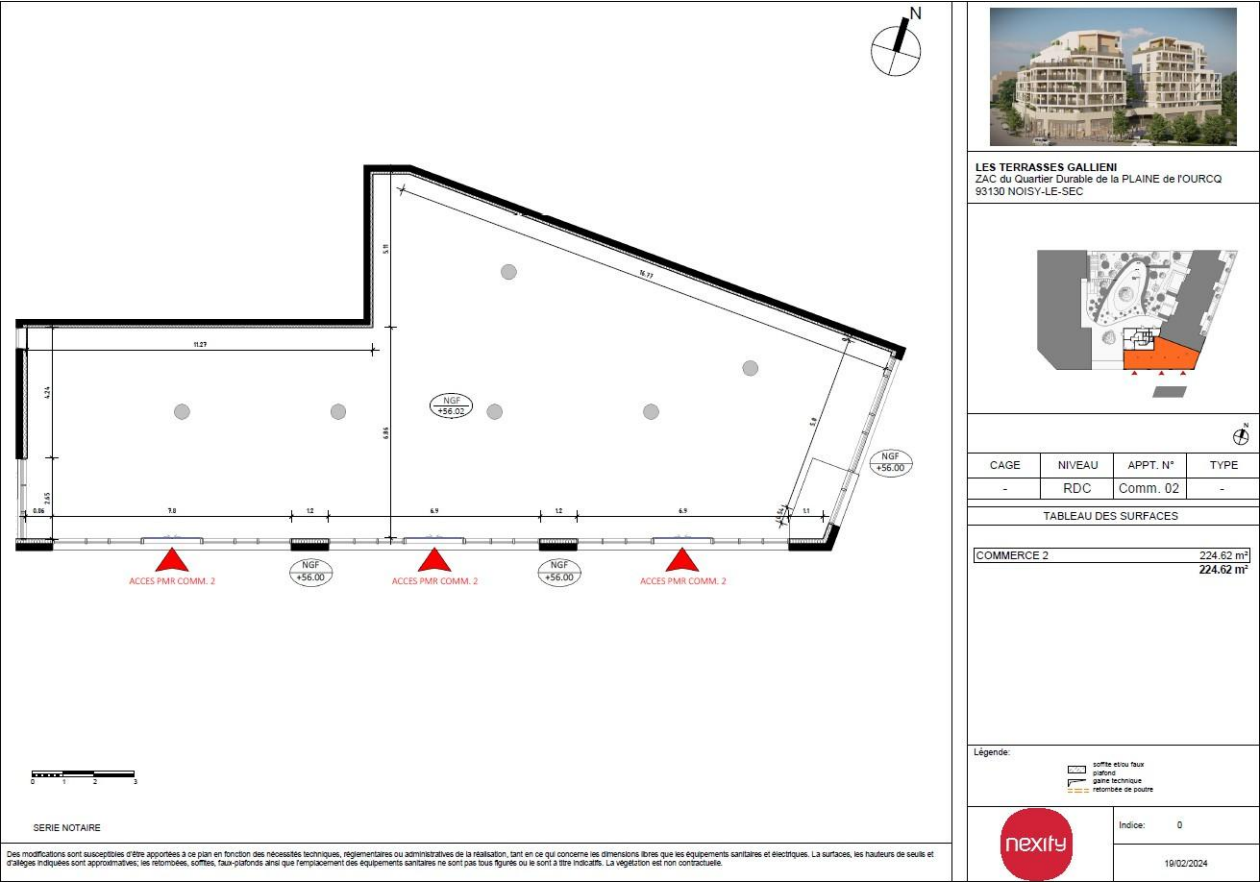 N
5.11
16.77
11.27
4.24
NGF
+56.02
6.86
5.8
NGF
+56.00
2.65
0.86
7.0
1.2
6.9
1.2
6.9
1.1
ACCES PMR COMM. 2
NGF
+56.00
ACCES PMR COMM. 2
NGF
+56.00
ACCES PMR COMM. 2
0 1 2 3
SERIE NOTAIRE
Des modifications sont susceptibles d'être apportées à ce plan en fonction des nécessités techniques, réglementaires ou administratives de la réalisation, tant en ce qui concerne les dimensions libres que les équipements sanitaires et électriques. La surfaces, les hauteurs de seuils et
d'allèges indiquées sont approximatives; les retombées, soffites, faux-plafonds ainsi que l'emplacement des équipements sanitaires ne sont pas tous figurés ou le sont à titre indicatifs. La végétation est non contractuelle.
LES TERRASSES GALLIENI
ZAC du Quartier Durable de la PLAINE de l'OURCQ
93130 NOISY-LE-SEC
N
CAGE NIVEAU APPT. N° TYPE
- RDC Comm. 02 -
TABLEAU DES SURFACES
COMMERCE 2 224.62 m²
224.62 m²
Légende:
soffite et/ou faux
plafond
gaine technique
retombée de poutre
nexity
Indice: 0
19/02/2024